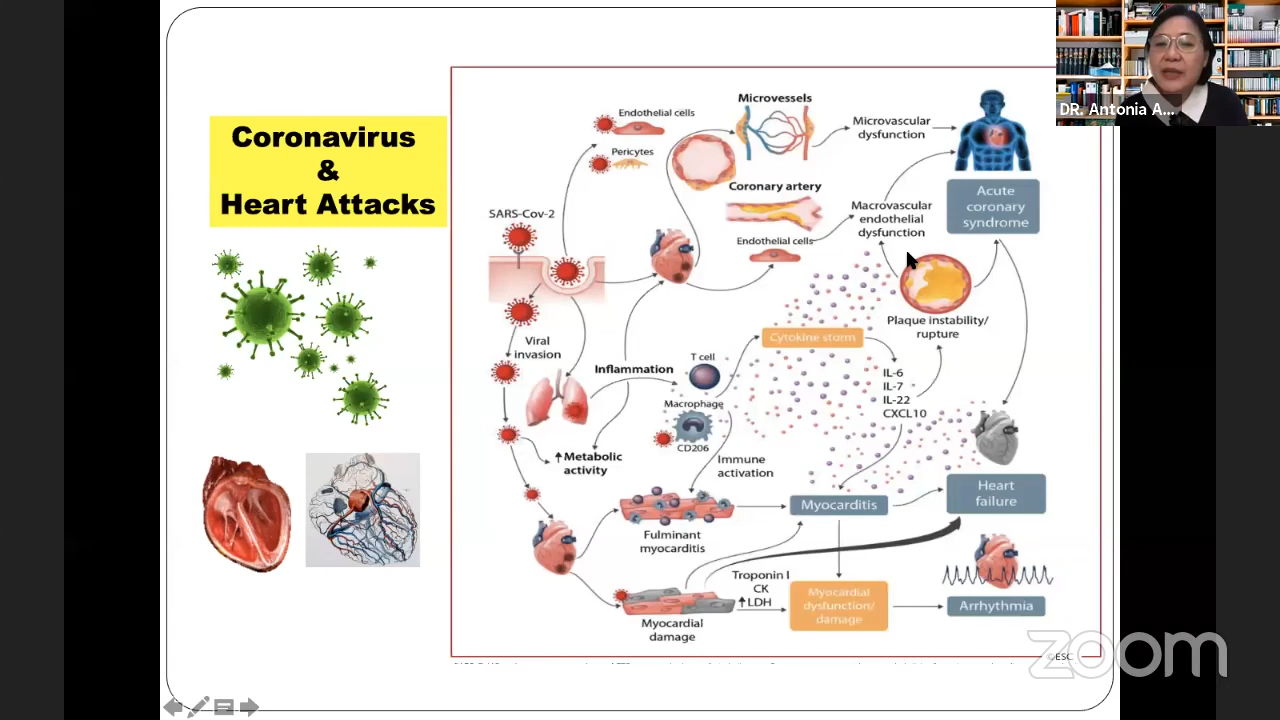 Coronavirus
&
Heart Attacks
DR. Antonia A...
SARS-Cov-2
Endothelial cells
Pericytes
Microvessels
Microvascular
dysfunction
Coronary artery
Endothelial cells
Macrovascular
endothelial
dysfunction
Acute
coronary
syndrome
Plaque instability/
rupture
Viral
invasion
Inflammation
T cell
Macrophage
CD206
Cytokine storm
IL-6
IL-7
IL-22
CXCL10
Metabolic
activity
Immune
activation
Fulminant
myocarditis
Myocarditis
Heart
failure
Myocardial
damage
Troponin I
CK
LDH
Myocardial
dysfunction/
damage
Arrhythmia
©ESC
zoom